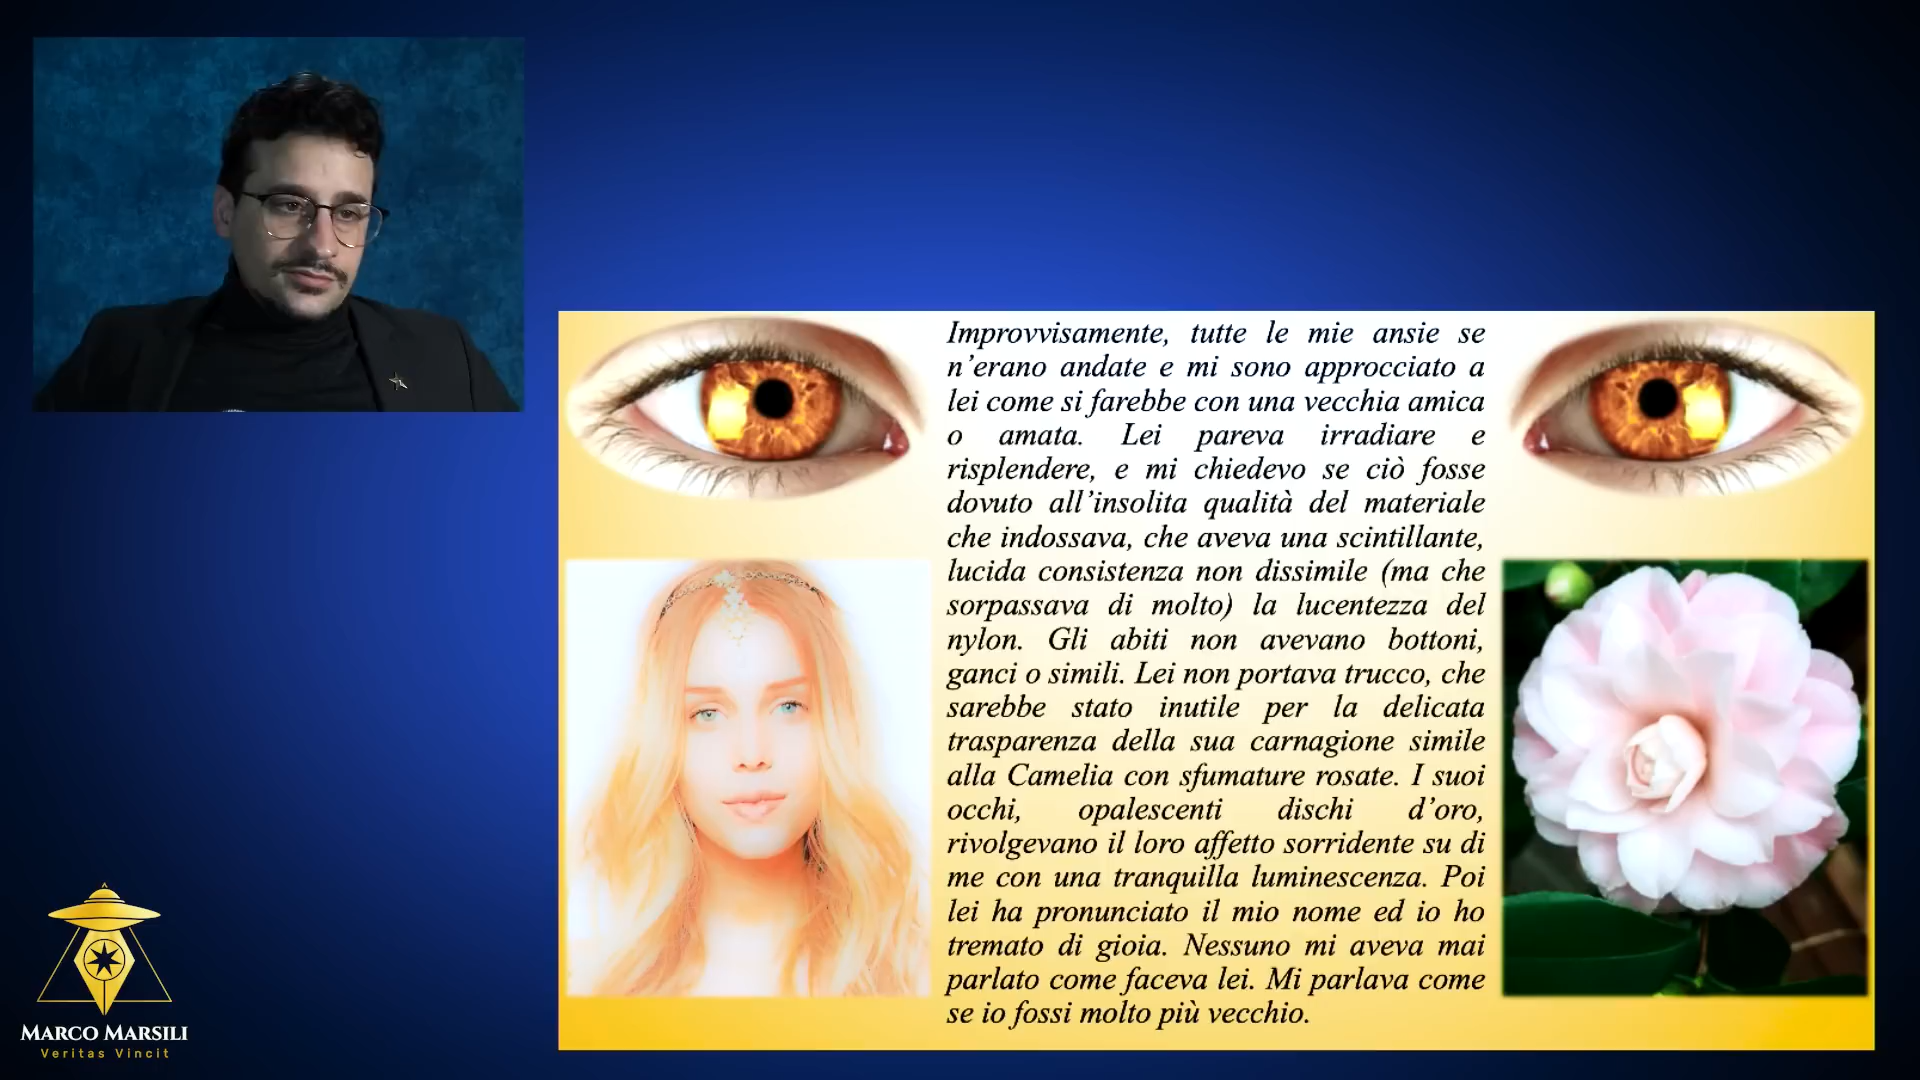 Improvvisamente, tutte le mie ansie se
n’erano andate e mi sono approcciato a
lei come si farebbe con una vecchia amica
o amata. Lei pareva irradiare e
risplendere, e mi chiedevo se ciò fosse
dovuto all’insolita qualità del materiale
che indossava, che aveva una scintillante,
lucida consistenza non dissimile (ma che
sorpassava di molto) la lucentezza del
nylon. Gli abiti non avevano bottoni,
ganci o simili. Lei non portava trucco, che
sarebbe stato inutile per la delicata
trasparenza della sua carnagione simile
alla Camelia con sfumature rosate. I suoi
occhi, opalescenti dischi d’oro,
rivolgevano il loro affetto sorridente su di
me con una tranquilla luminescenza. Poi
lei ha pronunciato il mio nome ed io ho
tremato di gioia. Nessuno mi aveva mai
parlato come faceva lei. Mi parlava come
se io fossi molto più vecchio.
MARCO MARSILI
Veritas Vincit